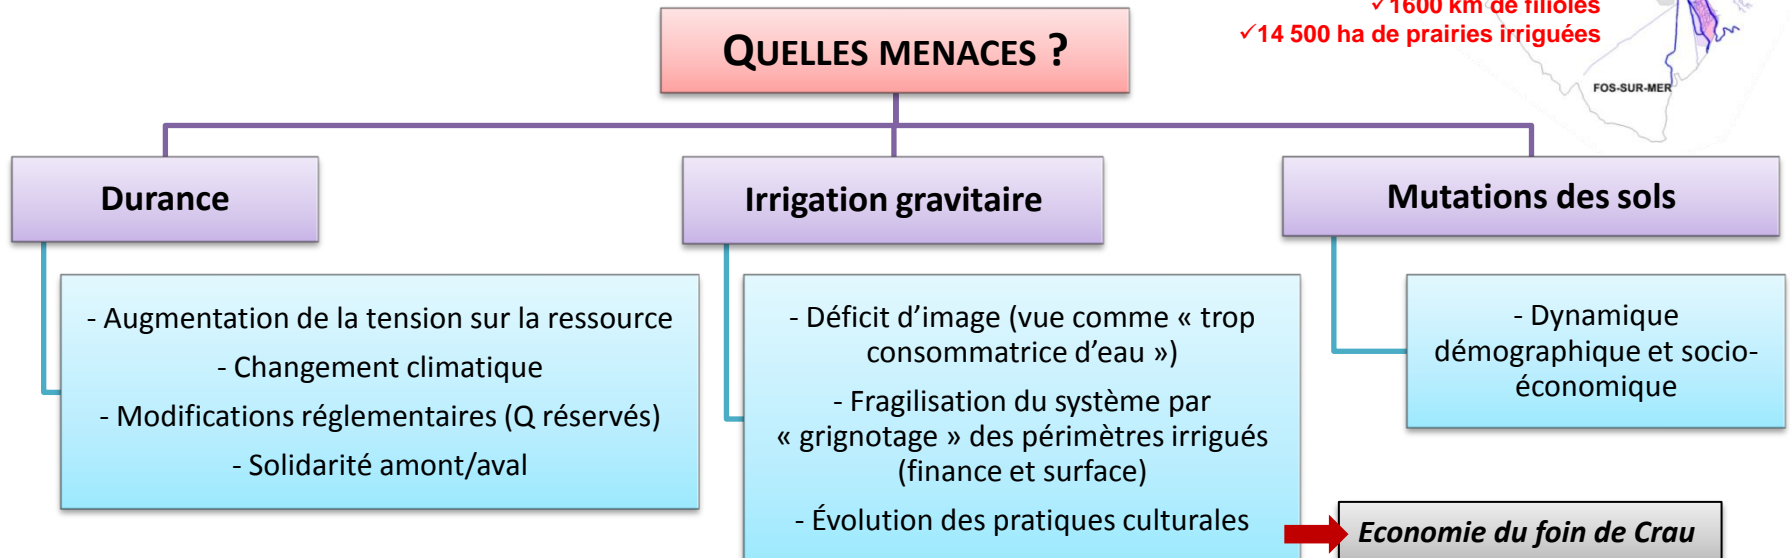 ✓1600 km de filioles
✓14 500 ha de prairies irriguées
FOS-SUR-MER
QUELLES MENACES ?
Durance
- Augmentation de la tension sur la ressource
- Changement climatique
- Modifications réglementaires (Q réservés)
- Solidarité amont/aval
Irrigation gravitaire
- Déficit d'image (vue comme « trop
consommatrice d'eau »)
- Fragilisation du système par
« grignotage » des périmètres irrigués
(finance et surface)
- Évolution des pratiques culturales
Economie du foin de Crau
Mutations des sols
- Dynamique
démographique et socio-
économique